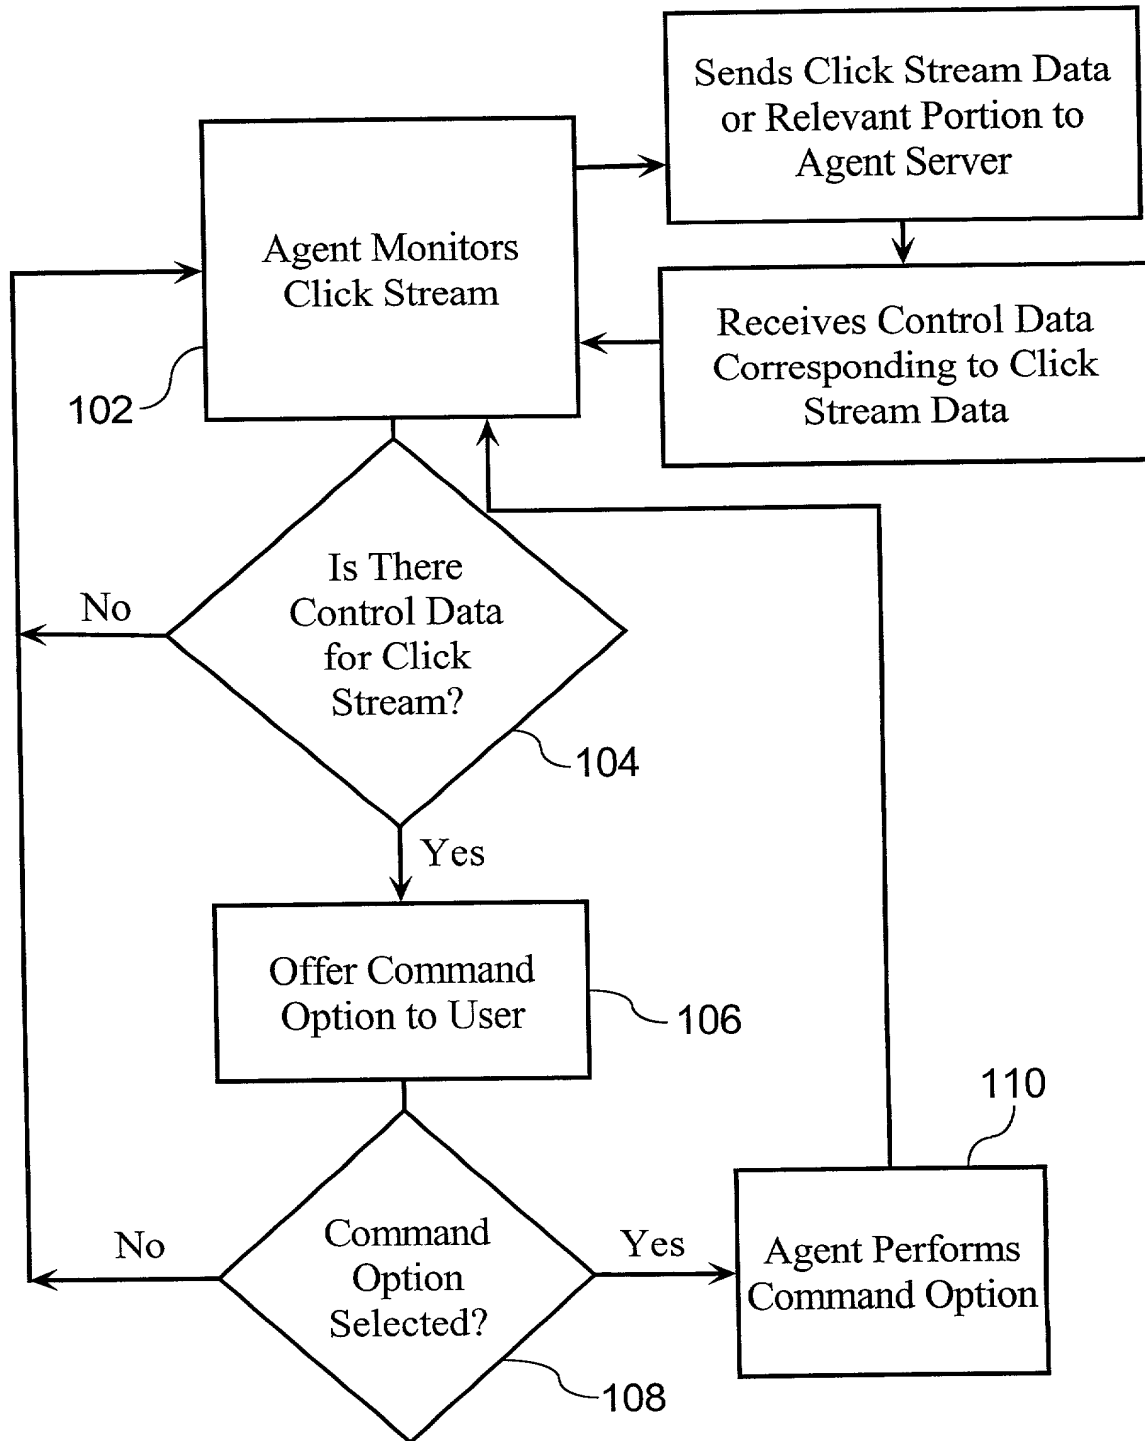 Sends Click Stream Data
or Relevant Portion to
Agent Server
Agent Monitors
Click Stream
Receives Control Data
Corresponding to Click
Stream Data
102
Is There
Control Data
for Click
Stream?
No
104
Yes
Offer Command
Option to User
106
110
Command
Option
Selected?
No
Yes
Agent Performs
Command Option
108